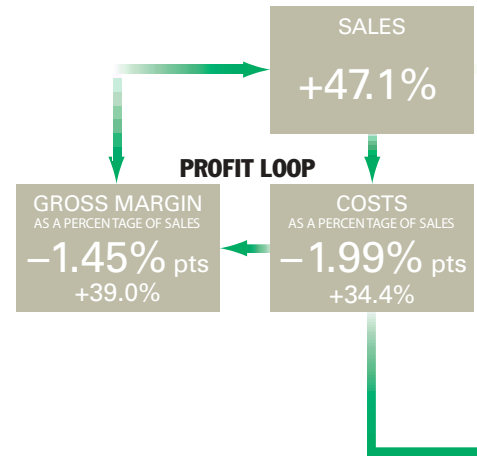 SALES
+47.1%
PROFIT LOOP
GROSS MARGIN
AS A PERCENTAGE OF SALES
–1.45% pts
+39.0%
COSTS
AS A PERCENTAGE OF SALES
–1.99% pts
+34.4%